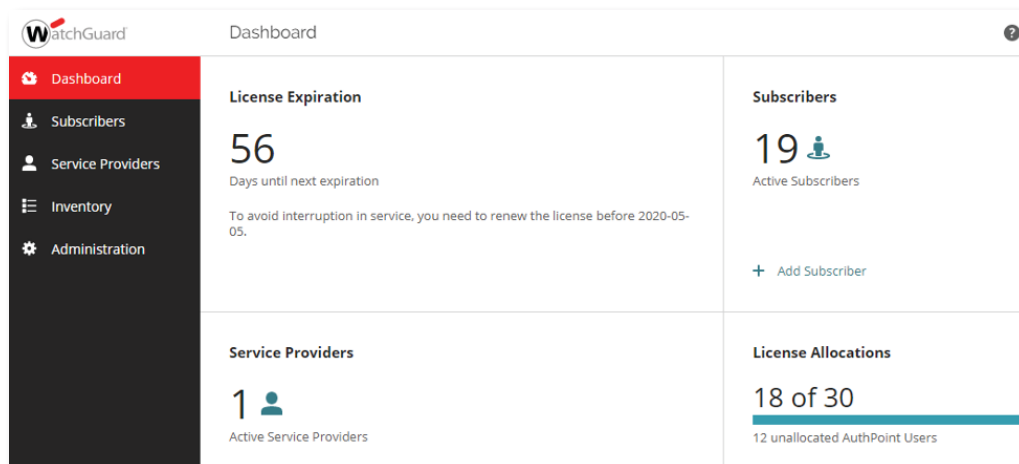 WatchGuard
Dashboard
?
Dashboard
Subscribers
Service Providers
Inventory
Administration
License Expiration
56
Days until next expiration
To avoid interruption in service, you need to renew the license before 2020-05-
05.
Subscribers
19
Active Subscribers
+ Add Subscriber
Service Providers
1
Active Service Providers
License Allocations
18 of 30
12 unallocated AuthPoint Users